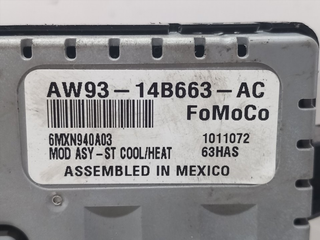 AW93-14B663-AC
FoMoCo
6MXN940A03 1011072
MOD ASY-ST COOL/HEAT 63HAS
ASSEMBLED IN MEXICO